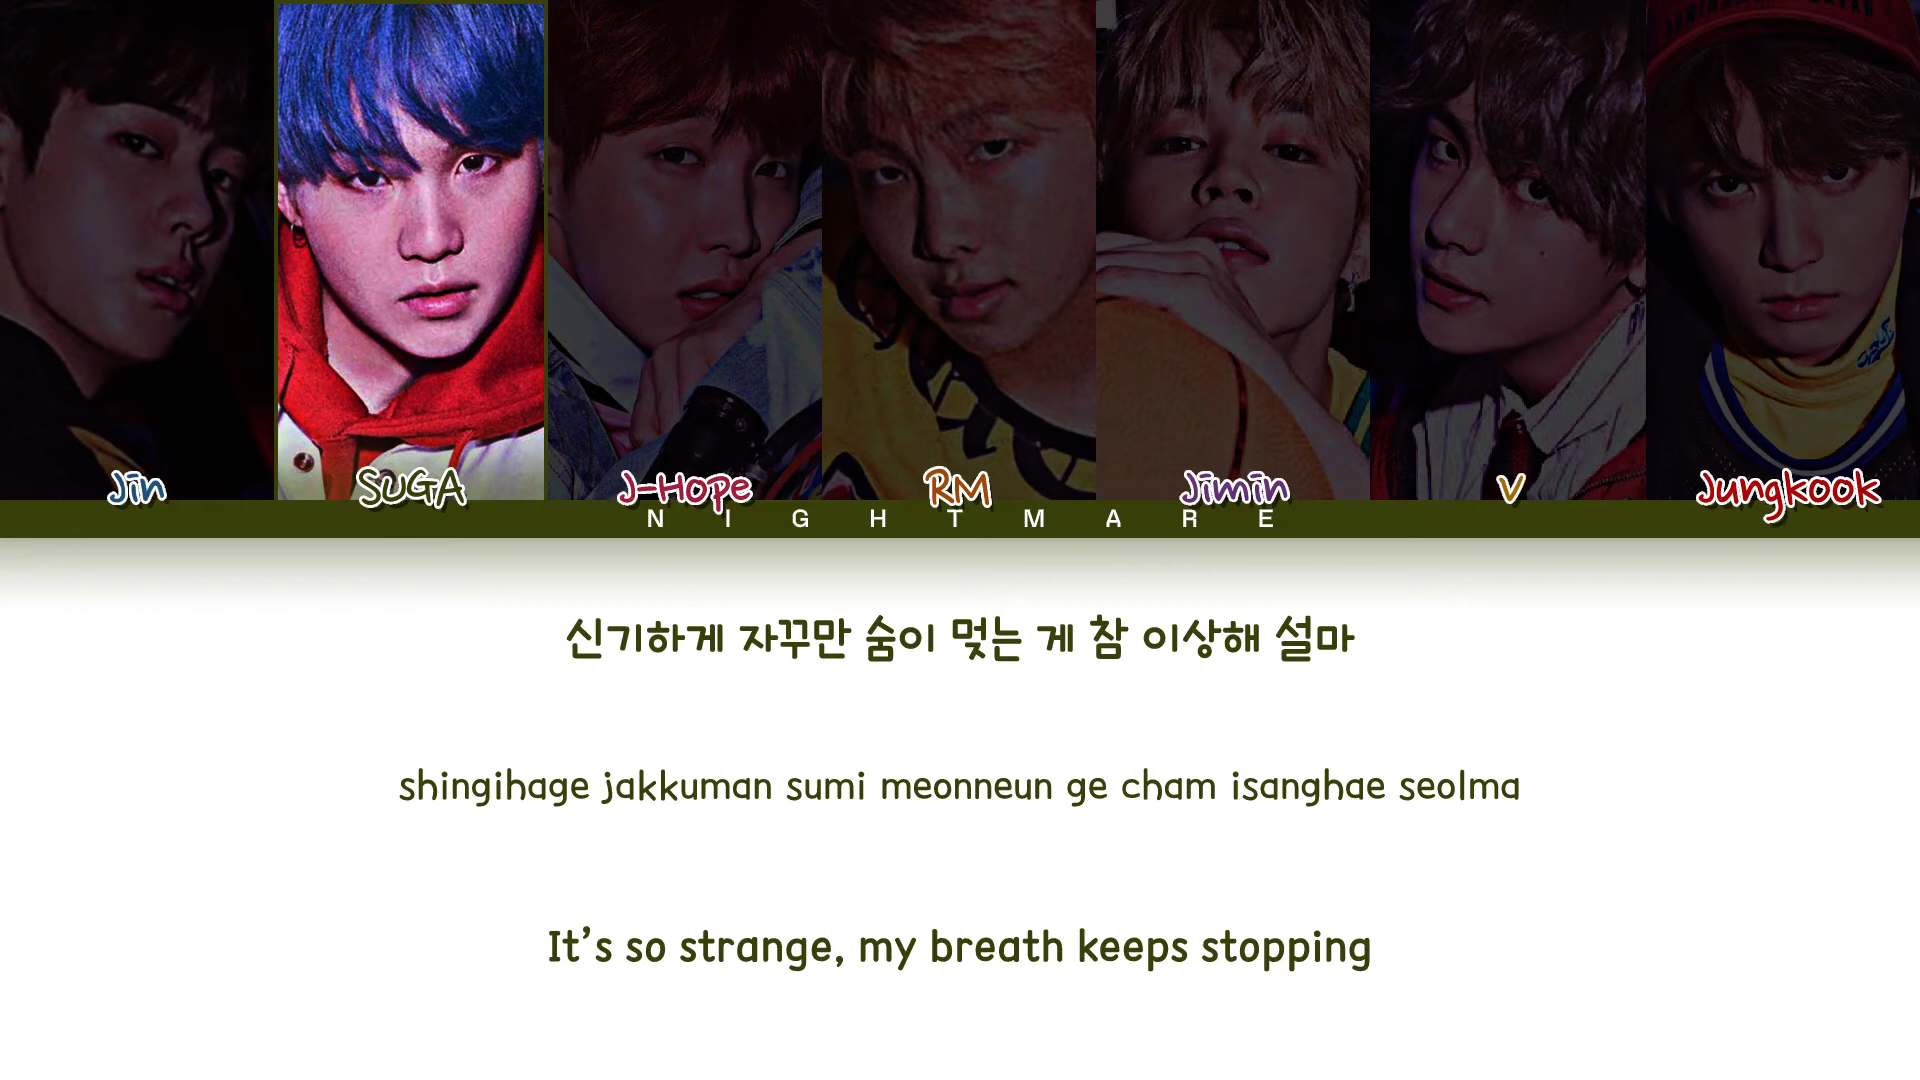 Jin SUGA J-Hope RM Jimin V Jungkook
NIGHTMARE
신기하게 자꾸만 숨이 멎는 게 참 이상해 설마
shingihage jakkuman sumi meonneun ge cham isanghae seolma
It's so strange, my breath keeps stopping